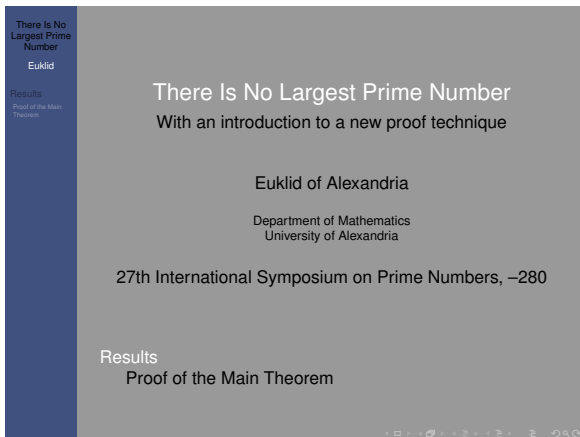 There Is No
Largest Prime
Number
Euklid
Results
Proof of the Main
Theorem
There Is No Largest Prime Number
With an introduction to a new proof technique
Euklid of Alexandria
Department of Mathematics
University of Alexandria
27th International Symposium on Prime Numbers, –280
Results
Proof of the Main Theorem